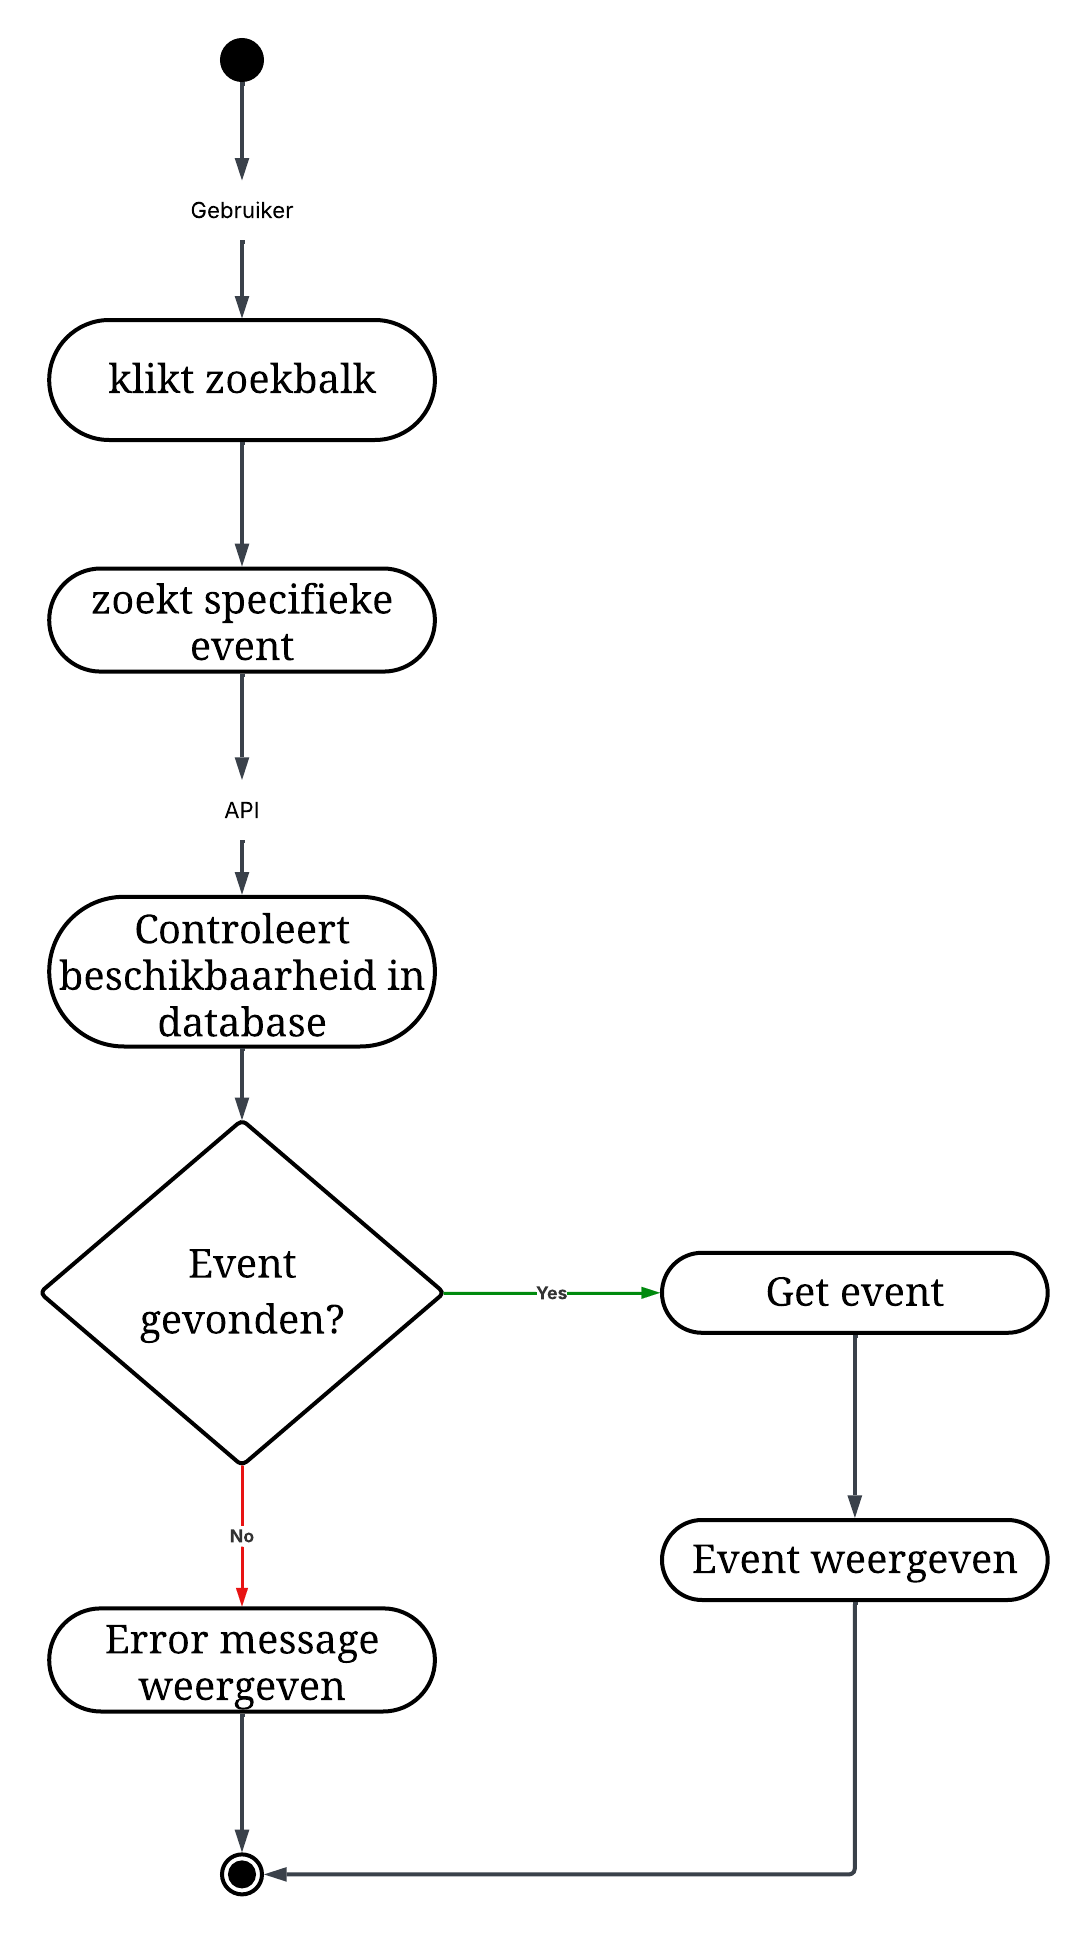 Gebruiker
klikt zoekbalk
zoekt specifieke
event
API
Controleert
beschikbaarheid in
database
Event
gevonden?
Yes
Get event
No
Event weergeven
Error message
weergeven